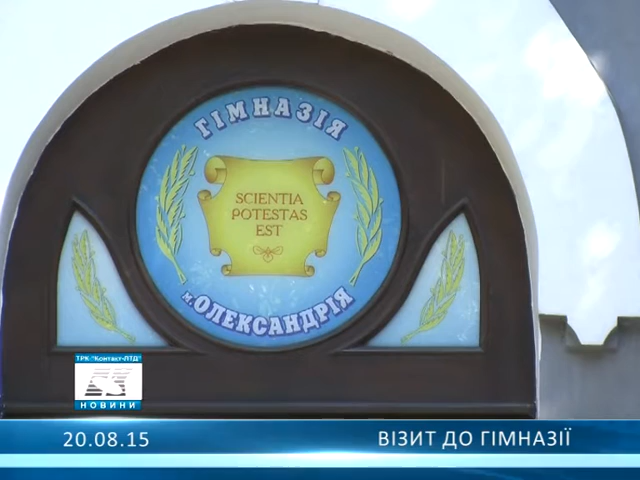 ГІМНАЗІЯ
SCIENTIA
POTESTAS
EST
м. ОЛЕКСАНДРІЯ
ТРК-"Контакт-ЛТД"
НОВИНИ
20.08.15
ВІЗИТ ДО ГІМНАЗІЇ